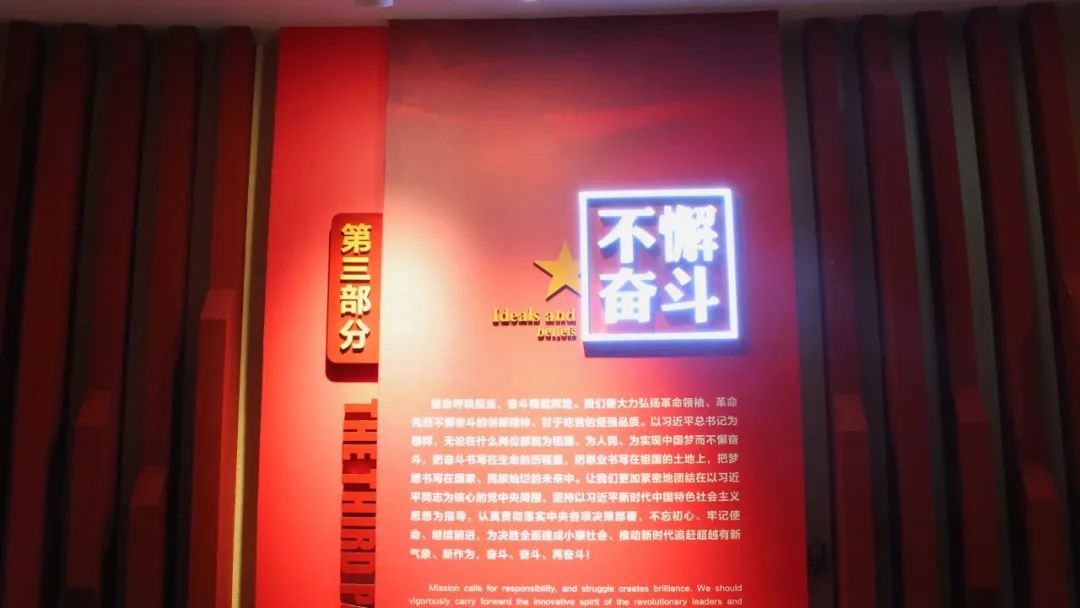 第三部分
THE THIRD PA
不懈
奋斗
Ideals and
beliefs
使命呼唤担当，奋斗铸就辉煌。我们要大力弘扬革命领袖、革命
先烈不懈奋斗的创新精神、甘于吃苦的坚强品质。以习近平总书记为
榜样，无论在什么岗位都能为祖国、为人民、为实现中国梦而不懈奋
斗，把奋斗书写在生命的历程里，把事业书写在祖国的土地上，把梦
想书写在国家、民族灿烂的未来中。让我们更加紧密地团结在以习近
平同志为核心的党中央周围。坚持以习近平新时代中国特色社会主义
思想为指导，认真贯彻落实中央各项决策部署，不忘初心、牢记使
命、继续前进，为决胜全面建成小康社会、推动新时代追赶超越有新
气象、新作为，奋斗、奋斗、再奋斗！
Mission calls for responsibility, and struggle creates brilliance. We should
vigorously carry forward the innovative spirit of the revolutionary leaders and